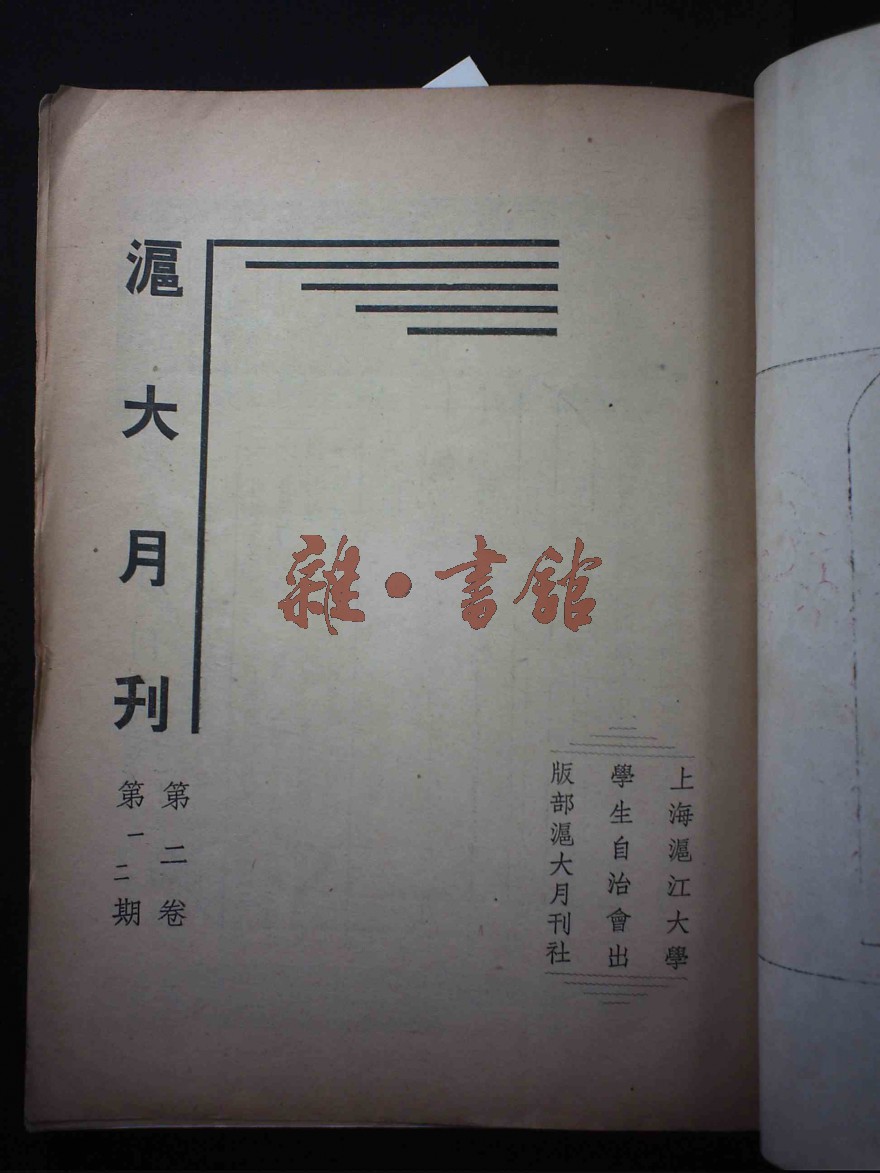 滬大月刊
第二卷
第一二期
雜·書館
上海滬江大學
學生自治會出
版部滬大月刊社